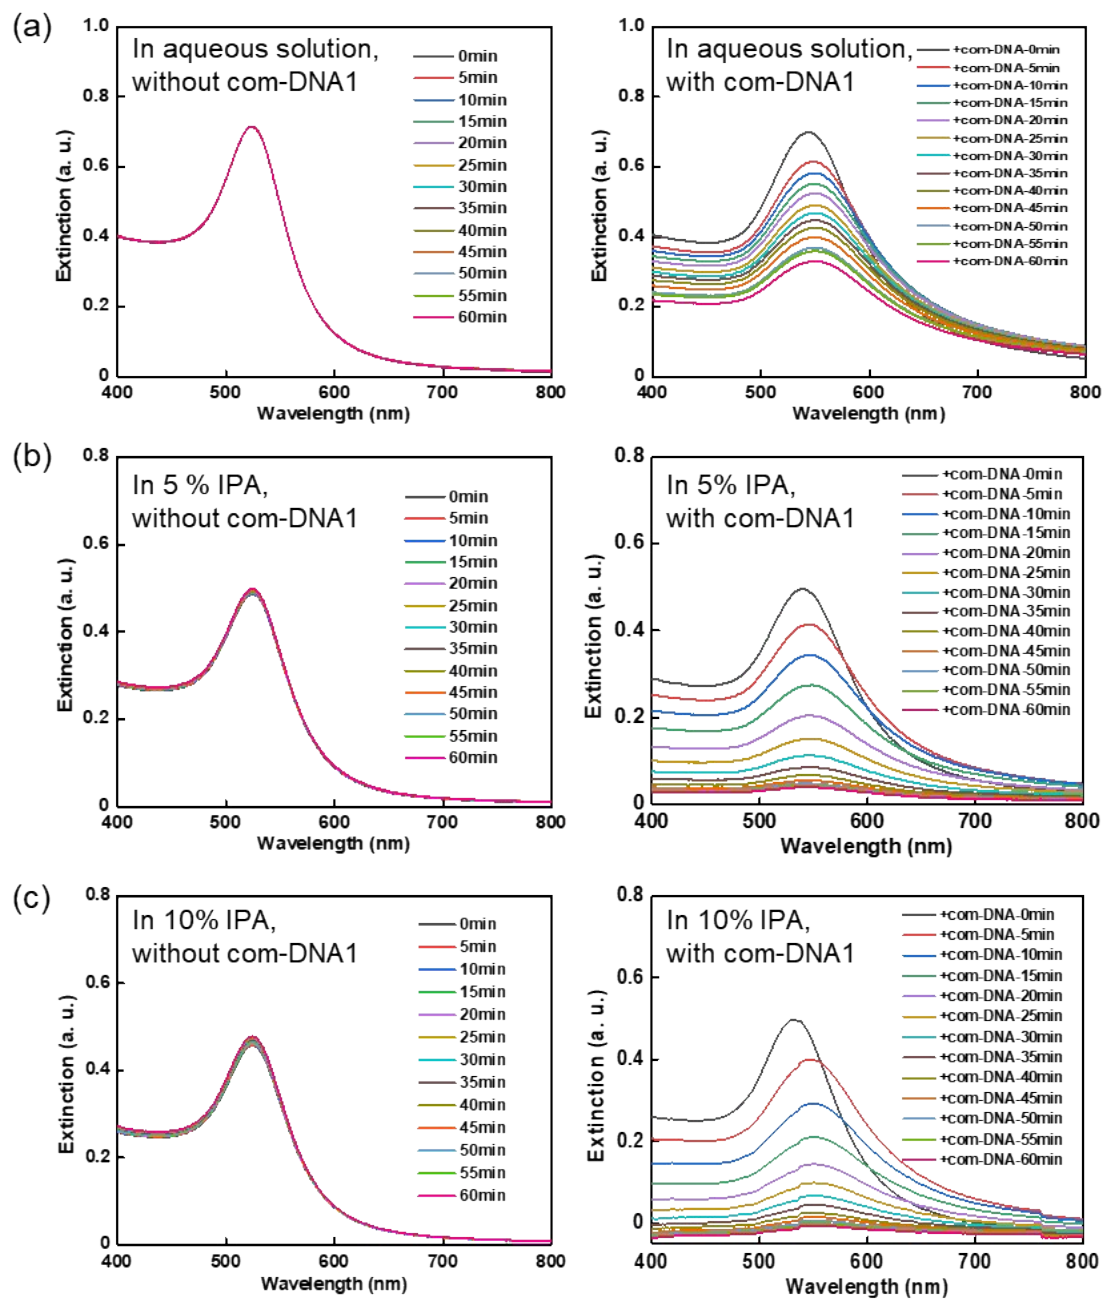 (a)
In aqueous solution,
without com-DNA1
0min
5min
10min
15min
20min
25min
30min
35min
40min
45min
50min
55min
60min
1.0
0.8
0.6
0.4
0.2
0
400 500 600 700 800
Extinction (a. u.)
Wavelength (nm)
In aqueous solution,
with com-DNA1
+com-DNA-0min
+com-DNA-5min
+com-DNA-10min
+com-DNA-15min
+com-DNA-20min
+com-DNA-25min
+com-DNA-30min
+com-DNA-35min
+com-DNA-40min
+com-DNA-45min
+com-DNA-50min
+com-DNA-55min
+com-DNA-60min
1.0
0.8
0.6
0.4
0.2
0
400 500 600 700 800
Extinction (a. u.)
Wavelength (nm)
(b)
In 5 % IPA,
without com-DNA1
0min
5min
10min
15min
20min
25min
30min
35min
40min
45min
50min
55min
60min
0.8
0.6
0.4
0.2
0
400 500 600 700 800
Extinction (a. u.)
Wavelength (nm)
In 5% IPA,
with com-DNA1
+com-DNA-0min
+com-DNA-5min
+com-DNA-10min
+com-DNA-15min
+com-DNA-20min
+com-DNA-25min
+com-DNA-30min
+com-DNA-35min
+com-DNA-40min
+com-DNA-45min
+com-DNA-50min
+com-DNA-55min
+com-DNA-60min
0.8
0.6
0.4
0.2
0
400 500 600 700 800
Extinction (a. u.)
Wavelength (nm)
(c)
In 10% IPA,
without com-DNA1
0min
5min
10min
15min
20min
25min
30min
35min
40min
45min
50min
55min
60min
0.8
0.6
0.4
0.2
0
400 500 600 700 800
Extinction (a. u.)
Wavelength (nm)
In 10% IPA,
with com-DNA1
+com-DNA-0min
+com-DNA-5min
+com-DNA-10min
+com-DNA-15min
+com-DNA-20min
+com-DNA-25min
+com-DNA-30min
+com-DNA-35min
+com-DNA-40min
+com-DNA-45min
+com-DNA-50min
+com-DNA-55min
+com-DNA-60min
0.8
0.6
0.4
0.2
0
400 500 600 700 800
Extinction (a. u.)
Wavelength (nm)